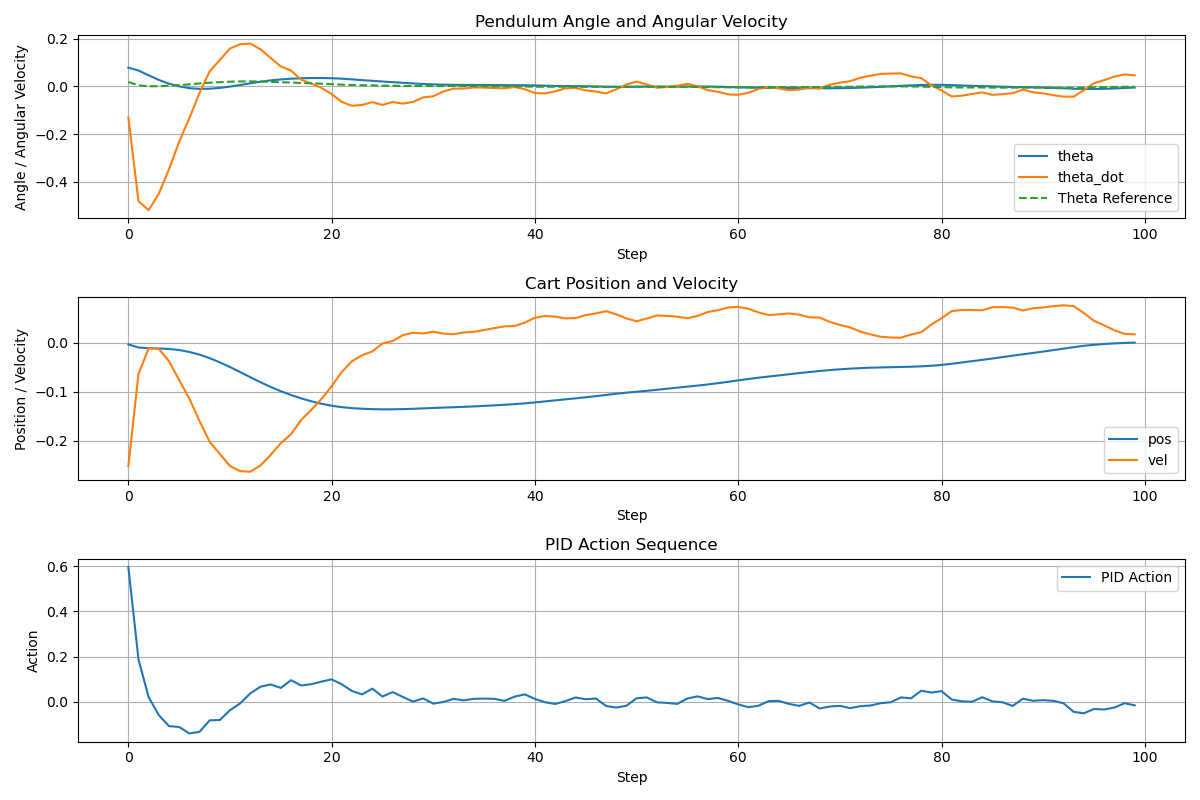 Pendulum Angle and Angular Velocity
Angle / Angular Velocity
0.2
0.0
−0.2
−0.4
theta
theta_dot
Theta Reference
0 20 40 60 80 100
Step
Cart Position and Velocity
Position / Velocity
0.0
−0.1
−0.2
pos
vel
0 20 40 60 80 100
Step
PID Action Sequence
Action
0.6
0.4
0.2
0.0
PID Action
0 20 40 60 80 100
Step